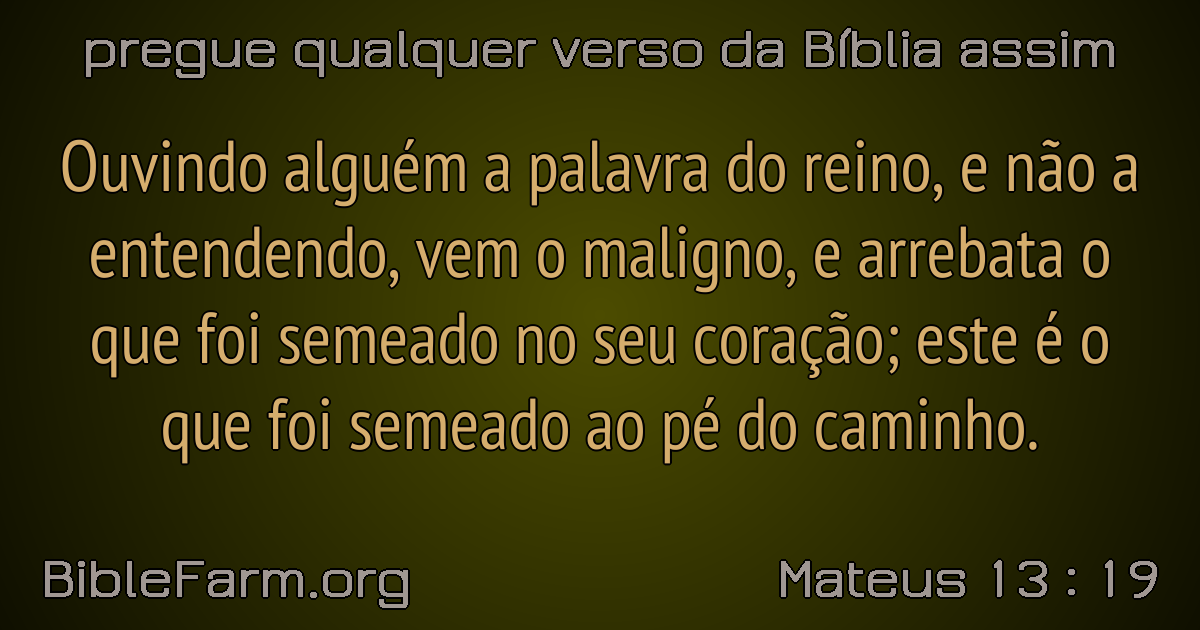 pregue qualquer verso da Bíblia assim
Ouvindo alguém a palavra do reino, e não a
entendendo, vem o maligno, e arrebata o
que foi semeado no seu coração; este é o
que foi semeado ao pé do caminho.
BibleFarm.org
Mateus 13 : 19